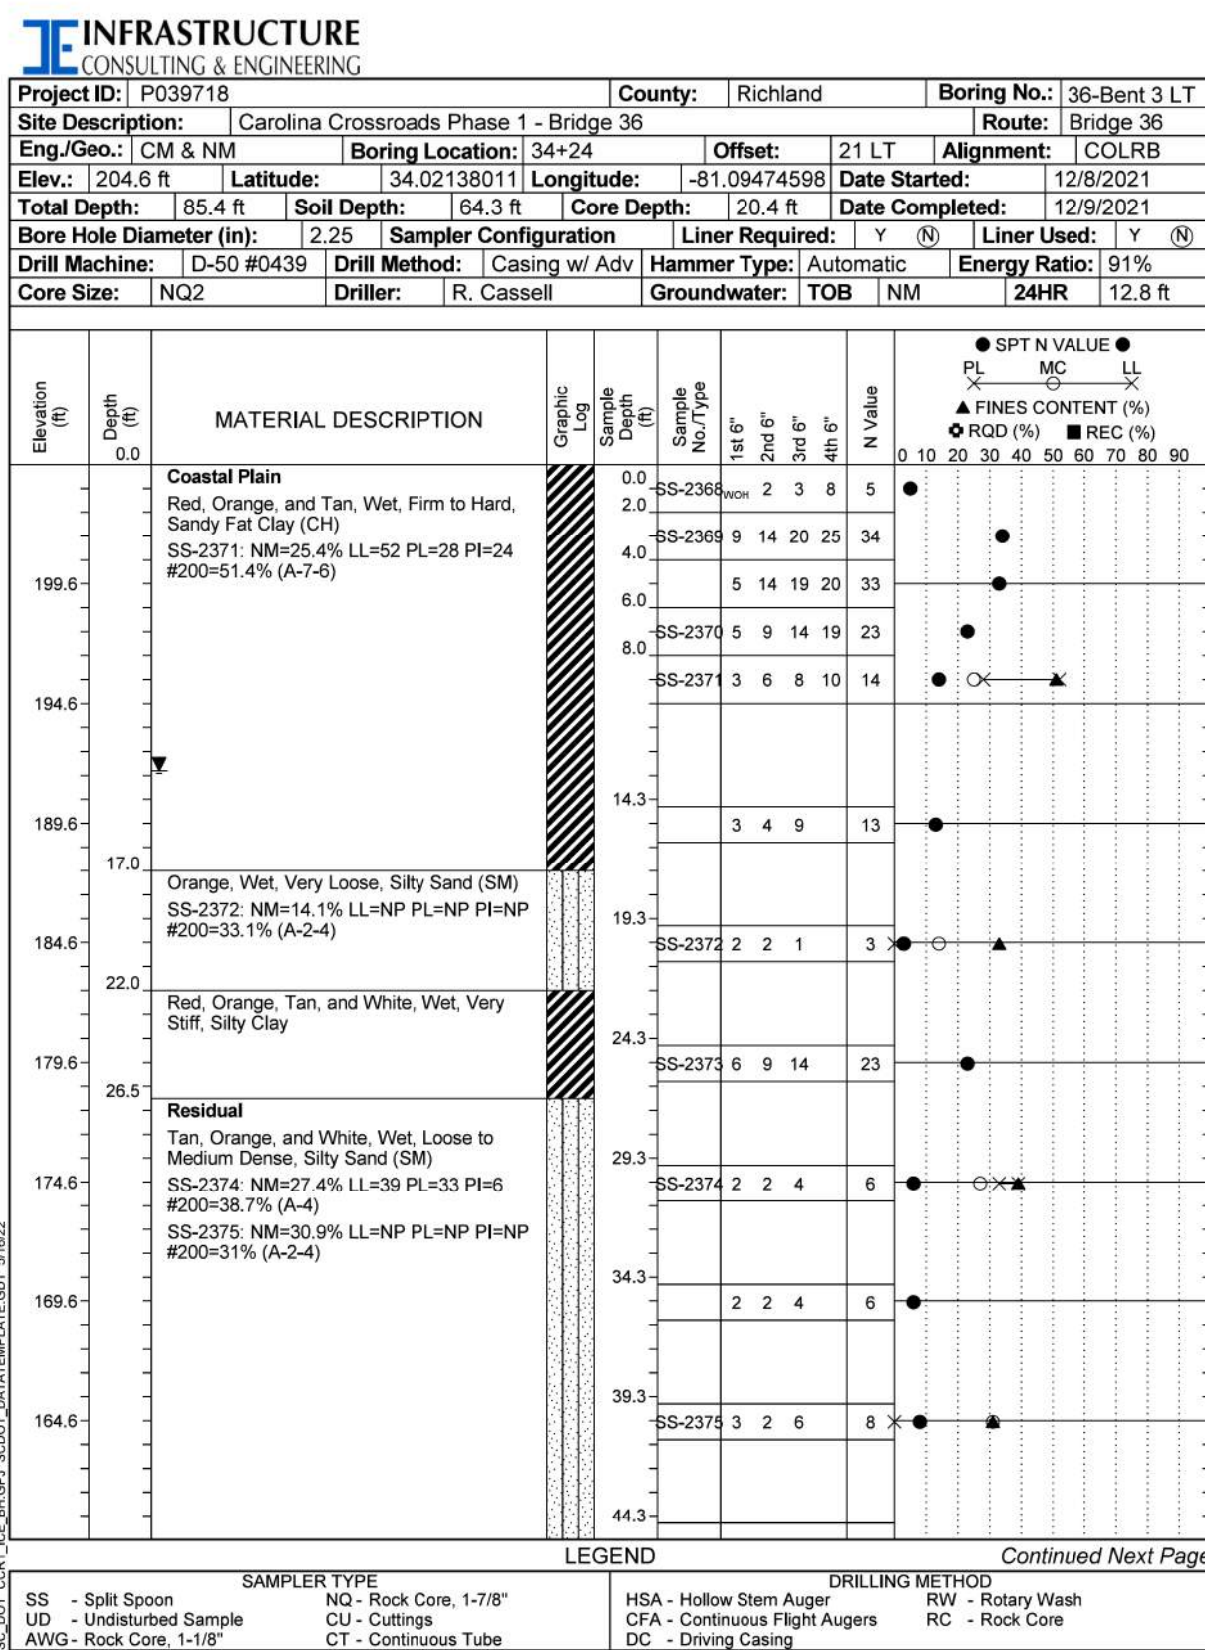 INFRASTRUCTURE
CONSULTING & ENGINEERING
Project ID: P039718 County: Richland Boring No.: 36-Bent 3 LT
Site Description: Carolina Crossroads Phase 1 - Bridge 36 Route: Bridge 36
Eng./Geo.: CM & NM Boring Location: 34+24 Offset: 21 LT Alignment: COLRB
Elev.: 204.6 ft Latitude: 34.02138011 Longitude: -81.09474598 Date Started: 12/8/2021
Total Depth: 85.4 ft Soil Depth: 64.3 ft Core Depth: 20.4 ft Date Completed: 12/9/2021
Bore Hole Diameter (in): 2.25 Sampler Configuration Liner Required: Y N Liner Used: Y N
Drill Machine: D-50 #0439 Drill Method: Casing w/ Adv Hammer Type: Automatic Energy Ratio: 91%
Core Size: NQ2 Driller: R. Cassell Groundwater: TOB NM 24HR 12.8 ft
Elevation (ft)
Depth (ft)
0.0
MATERIAL DESCRIPTION
Graphic Log
Sample Depth (ft)
Sample No./Type
1st 6"
2nd 6"
3rd 6"
4th 6"
N Value
● SPT N VALUE ●
PL MC LL
▲ FINES CONTENT (%)
RQD (%) ■ REC (%)
0 10 20 30 40 50 60 70 80 90
Coastal Plain
Red, Orange, and Tan, Wet, Firm to Hard,
Sandy Fat Clay (CH)
SS-2371: NM=25.4% LL=52 PL=28 PI=24
#200=51.4% (A-7-6)
0.0
SS-2368 WOH 2 3 8 5
2.0
SS-2369 9 14 20 25 34
4.0
199.6 5 14 19 20 33
6.0
SS-2370 5 9 14 19 23
8.0
SS-2371 3 6 8 10 14
194.6
14.3
189.6 3 4 9 13
17.0
Orange, Wet, Very Loose, Silty Sand (SM)
SS-2372: NM=14.1% LL=NP PL=NP PI=NP
#200=33.1% (A-2-4)
19.3
184.6 SS-2372 2 2 1 3
22.0
Red, Orange, Tan, and White, Wet, Very
Stiff, Silty Clay
24.3
179.6 SS-2373 6 9 14 23
26.5
Residual
Tan, Orange, and White, Wet, Loose to
Medium Dense, Silty Sand (SM)
29.3
SS-2374: NM=27.4% LL=39 PL=33 PI=6
#200=38.7% (A-4)
174.6 SS-2374 2 2 4 6
SS-2375: NM=30.9% LL=NP PL=NP PI=NP
#200=31% (A-2-4)
34.3
169.6 2 2 4 6
39.3
164.6 SS-2375 3 2 6 8
44.3
LEGEND
Continued Next Page
SAMPLER TYPE
SS - Split Spoon NQ - Rock Core, 1-7/8"
UD - Undisturbed Sample CU - Cuttings
AWG - Rock Core, 1-1/8" CT - Continuous Tube
DRILLING METHOD
HSA - Hollow Stem Auger RW - Rotary Wash
CFA - Continuous Flight Augers RC - Rock Core
DC - Driving Casing